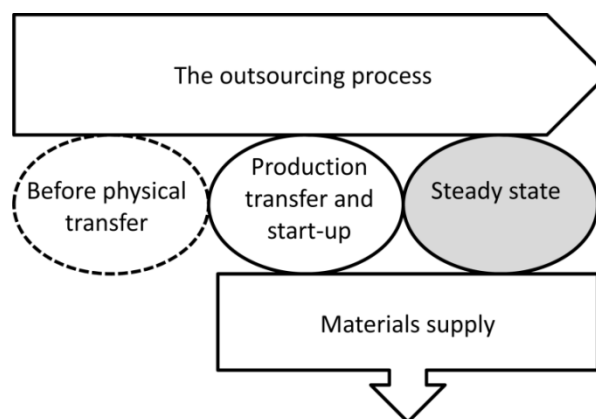 The outsourcing process
Before physical
transfer
Production
transfer and
start-up
Steady state
Materials supply